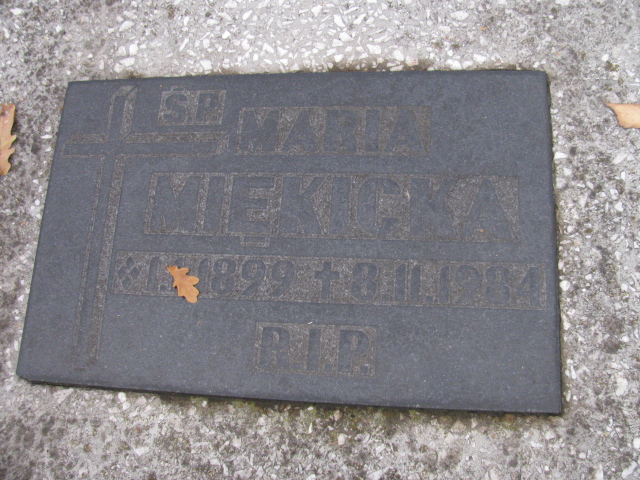 ŚP. MARIA
MIĘKICKA
1899 † 8.11.1984
R.I.P.